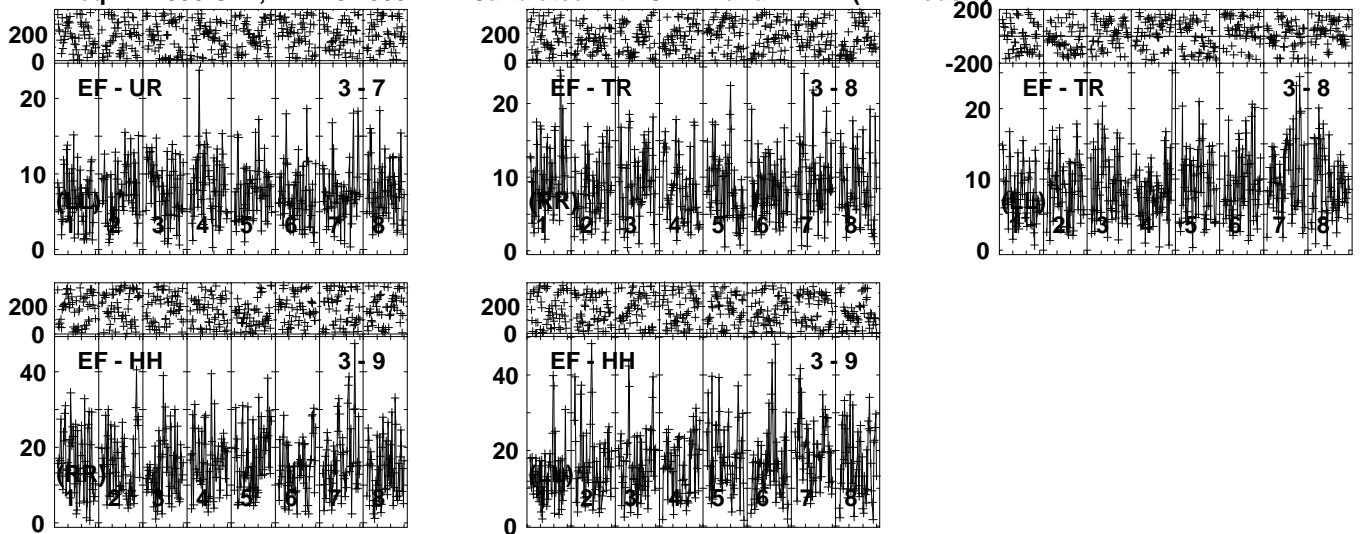 200 200 200
0 0 -200
EF - UR 3 - 7 EF - TR 3 - 8 EF - TR 3 - 8
20 20 20
10 10 10
(RR)
1 2 3 4 5 6 7 8 1 2 3 4 5 6 7 8 1 2 3 4 5 6 7 8
0 0 0
200 200
0 0
EF - HH 3 - 9 EF - HH 3 - 9
40 40
20 20
(RR)
1 2 3 4 5 6 7 8 1 2 3 4 5 6 7 8
0 0